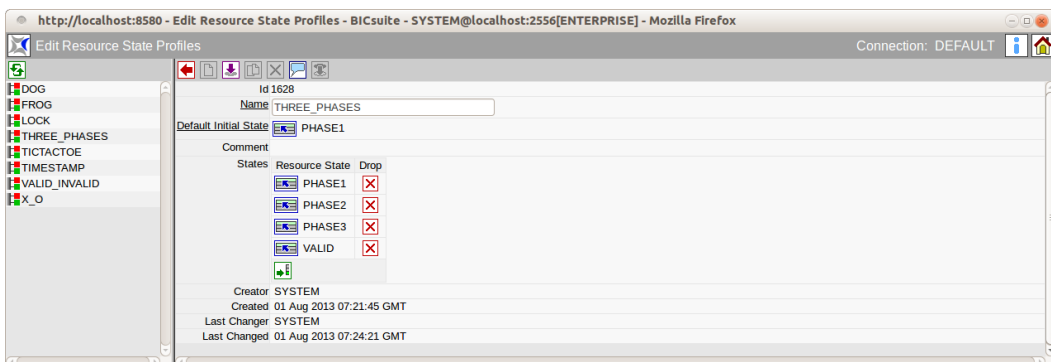 http://localhost:8580 - Edit Resource State Profiles - BICsuite - SYSTEM@localhost:2556[ENTERPRISE] - Mozilla Firefox
Edit Resource State Profiles Connection: DEFAULT
DOG
FROG
LOCK
THREE_PHASES
TICTACTOE
TIMESTAMP
VALID_INVALID
X_O
Id 1628
Name THREE_PHASES
Default Initial State PHASE1
Comment
States Resource State Drop
PHASE1
PHASE2
PHASE3
VALID
Creator SYSTEM
Created 01 Aug 2013 07:21:45 GMT
Last Changer SYSTEM
Last Changed 01 Aug 2013 07:24:21 GMT